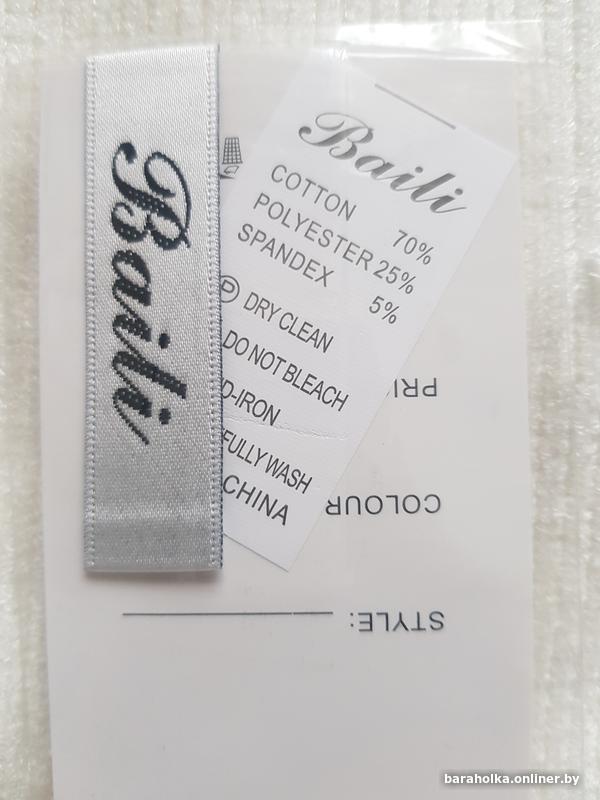 Baili
Baili
COTTON 70%
POLYESTER 25%
SPANDEX 5%
P DRY CLEAN
DO NOT BLEACH
D-IRON
FULLY WASH
CHINA
PRI
COLOUR
STYLE:
baraholka.onliner.by